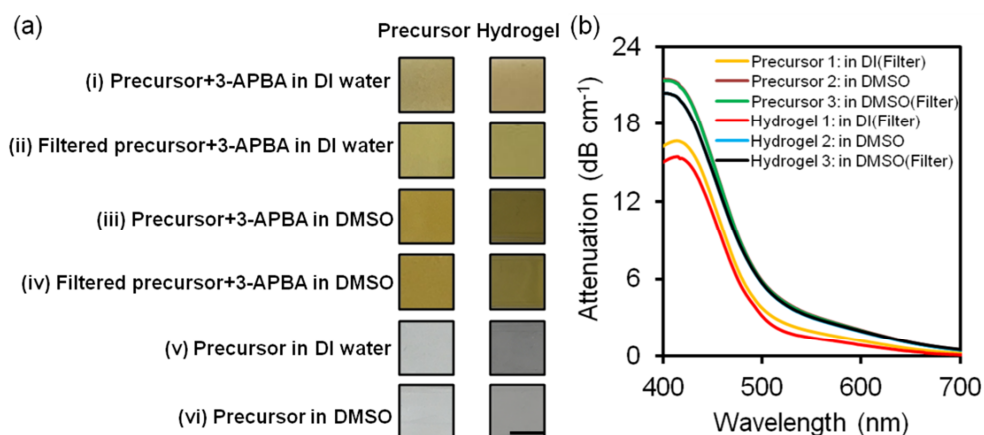 (a)
Precursor Hydrogel
(i) Precursor+3-APBA in DI water
(ii) Filtered precursor+3-APBA in DI water
(iii) Precursor+3-APBA in DMSO
(iv) Filtered precursor+3-APBA in DMSO
(v) Precursor in DI water
(vi) Precursor in DMSO
(b)
Attenuation (dB cm⁻¹)
24
18
12
6
0
Precursor 1: in DI(Filter)
Precursor 2: in DMSO
Precursor 3: in DMSO(Filter)
Hydrogel 1: in DI(Filter)
Hydrogel 2: in DMSO
Hydrogel 3: in DMSO(Filter)
400 500 600 700
Wavelength (nm)